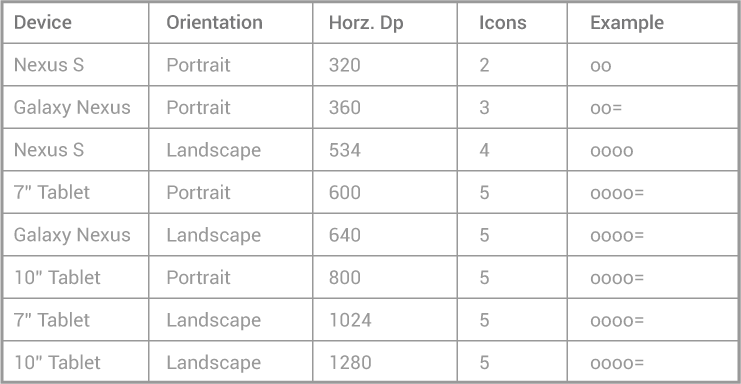 Device Orientation Horz. Dp Icons Example
Nexus S Portrait 320 2 oo
Galaxy Nexus Portrait 360 3 oo=
Nexus S Landscape 534 4 oooo
7" Tablet Portrait 600 5 oooo=
Galaxy Nexus Landscape 640 5 oooo=
10" Tablet Portrait 800 5 oooo=
7" Tablet Landscape 1024 5 oooo=
10" Tablet Landscape 1280 5 oooo=